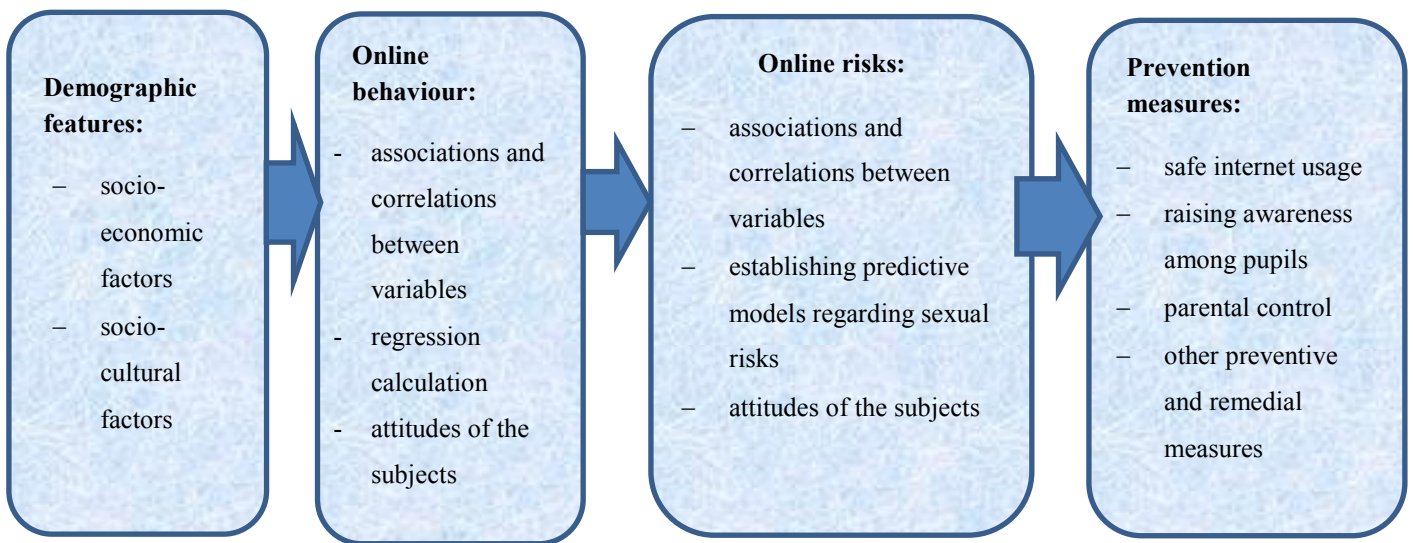 Demographic
features:
– socio-
economic
factors
– socio-
cultural
factors
Online
behaviour:
- associations and
correlations
between
variables
- regression
calculation
- attitudes of the
subjects
Online risks:
– associations and
correlations between
variables
– establishing predictive
models regarding sexual
risks
– attitudes of the subjects
Prevention
measures:
– safe internet usage
– raising awareness
among pupils
– parental control
– other preventive
and remedial
measures